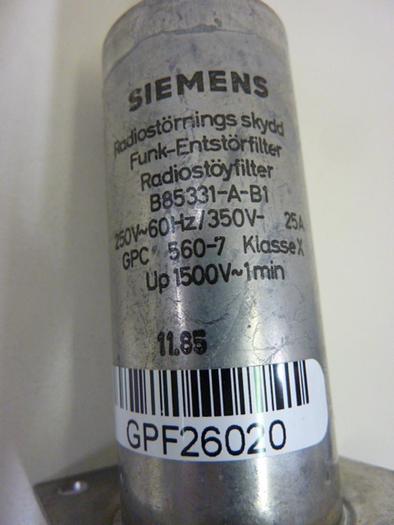 SIEMENS
Radiostörnings skydd
Funk-Entstörfilter
Radiostöyfilter
B85331-A-B1
250V~60Hz/350V- 25A
GPC 560-7 Klasse X
Up 1500V~1min
11.85
GPF26020